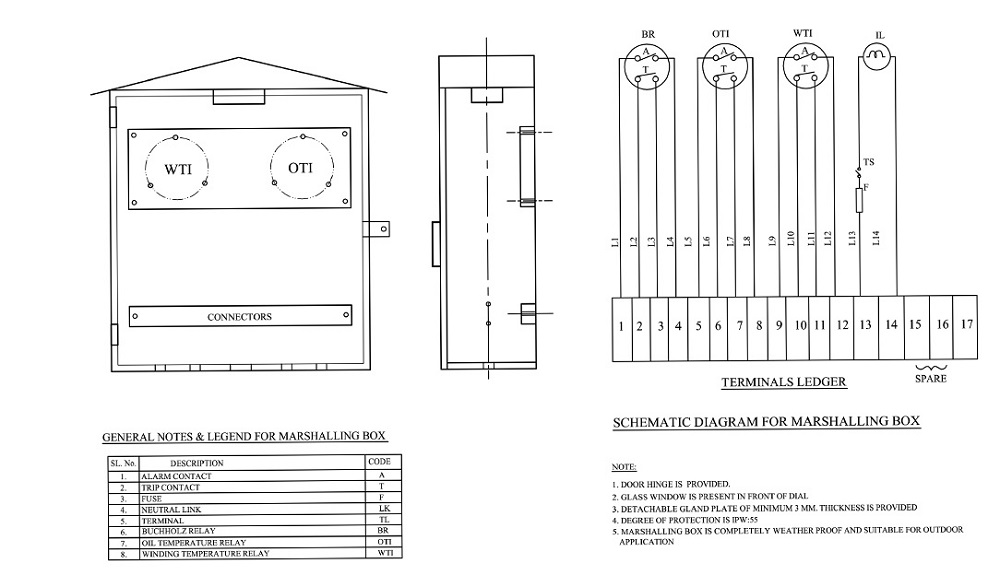 WTI
OTI
CONNECTORS
BR OTI WTI IL
A A A
T T T
TS
F
L1 L2 L3 L4 L5 L6 L7 L8 L9 L10 L11 L12 L13 L14
1 2 3 4 5 6 7 8 9 10 11 12 13 14 15 16 17
SPARE
TERMINALS LEDGER
SCHEMATIC DIAGRAM FOR MARSHALLING BOX
GENERAL NOTES & LEGEND FOR MARSHALLING BOX
SL. No. DESCRIPTION CODE
1. ALARM CONTACT A
2. TRIP CONTACT T
3. FUSE F
4. NEUTRAL LINK LK
5. TERMINAL TL
6. BUCHHOLZ RELAY BR
7. OIL TEMPERATURE RELAY OTI
8. WINDING TEMPERATURE RELAY WTI
NOTE:
1. DOOR HINGE IS PROVIDED.
2. GLASS WINDOW IS PRESENT IN FRONT OF DIAL
3. DETACHABLE GLAND PLATE OF MINIMUM 3 MM. THICKNESS IS PROVIDED
4. DEGREE OF PROTECTION IS IPW:55
5. MARSHALLING BOX IS COMPLETELY WEATHER PROOF AND SUITABLE FOR OUTDOOR
APPLICATION